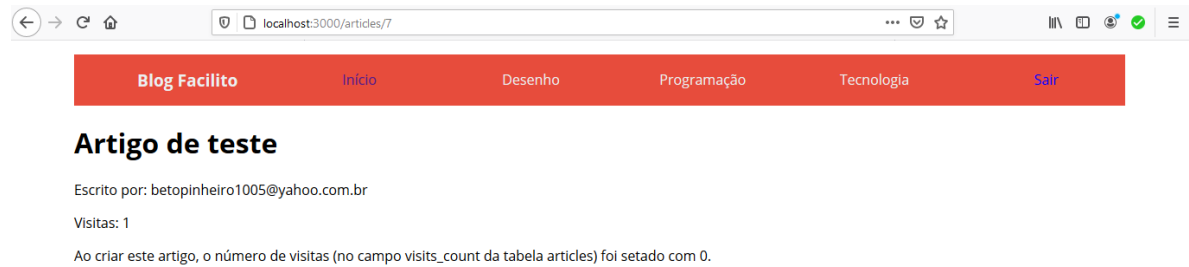 localhost:3000/articles/7
Blog Facilito Início Desenho Programação Tecnologia Sair
Artigo de teste
Escrito por: betopinheiro1005@yahoo.com.br
Visitas: 1
Ao criar este artigo, o número de visitas (no campo visits_count da tabela articles) foi setado com 0.